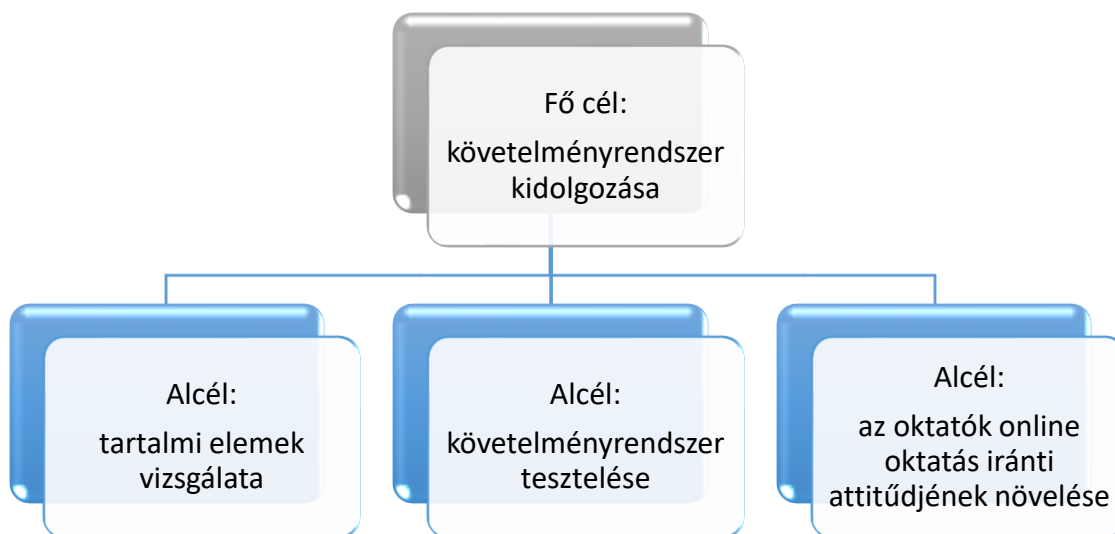 Fő cél:
követelményrendszer
kidolgozása
Alcél:
tartalmi elemek
vizsgálata
Alcél:
követelményrendszer
tesztelése
Alcél:
az oktatók online
oktatás iránti
attitűdjének növelése